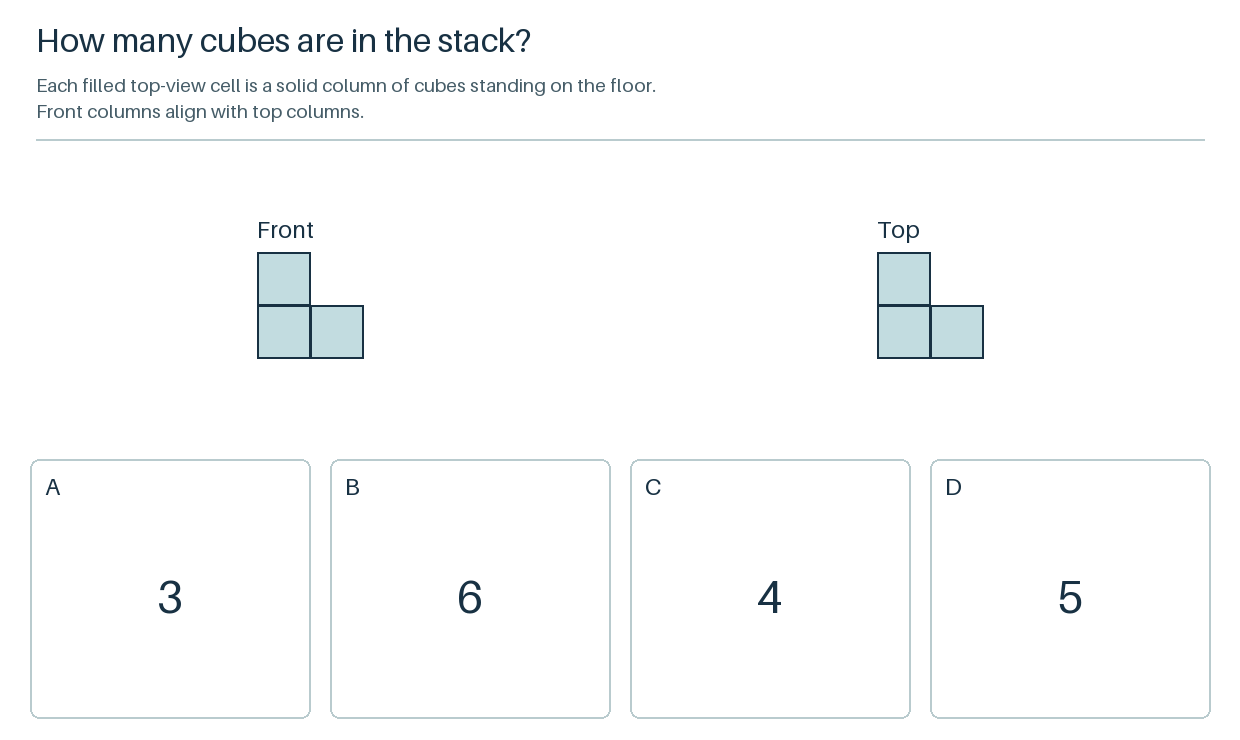 How many cubes are in the stack?
Each filled top-view cell is a solid column of cubes standing on the floor.
Front columns align with top columns.
Front
Top
A
3
B
6
C
4
D
5